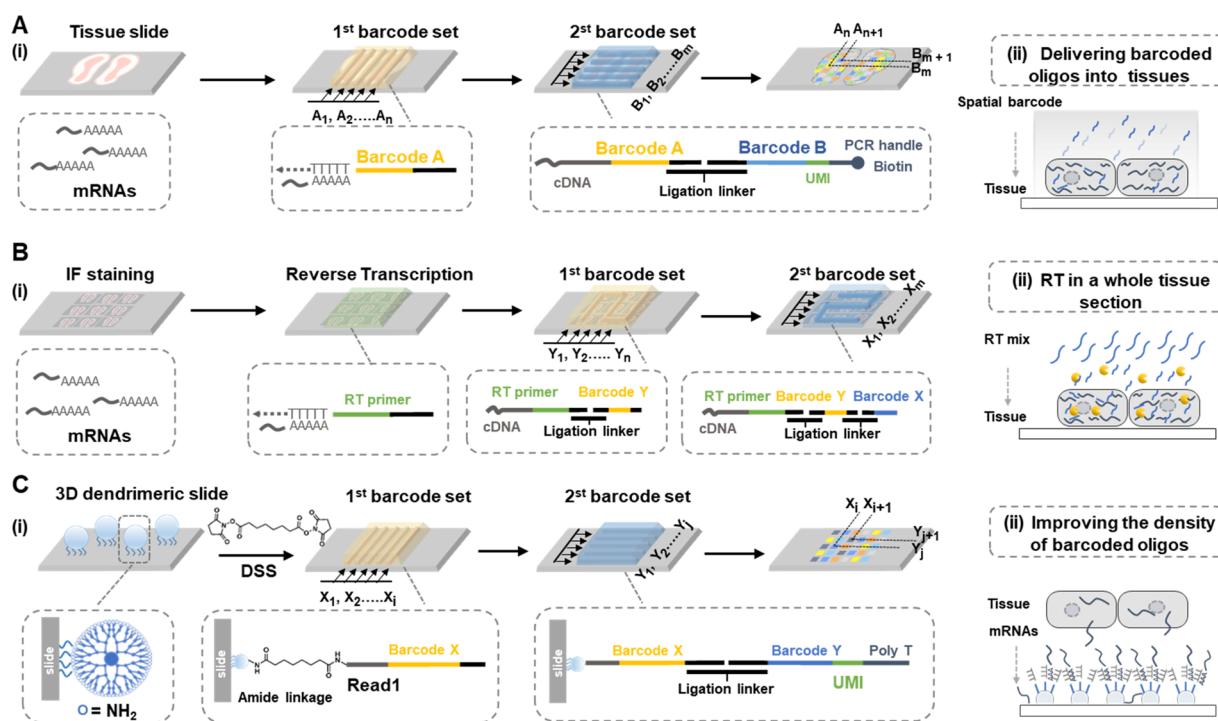 A
(i)
Tissue slide
1st barcode set
2st barcode set
A1, A2.....An
B1, B2.....Bm
An An+1
Bm + 1
Bm
AAAAA
AAAAA
AAAAA
mRNAs
TTTTT
AAAAA
Barcode A
Barcode A
Barcode B
PCR handle
Biotin
cDNA
Ligation linker
UMI
(ii) Delivering barcoded
oligos into tissues
Spatial barcode
Tissue
B
(i)
IF staining
Reverse Transcription
1st barcode set
2st barcode set
Y1, Y2..... Yn
X1, X2..... Xm
AAAAA
AAAAA
AAAAA
mRNAs
TTTTT
AAAAA
RT primer
RT primer
Barcode Y
cDNA
Ligation linker
RT primer
Barcode Y
Barcode X
cDNA
Ligation linker
(ii) RT in a whole tissue
section
RT mix
Tissue
C
(i)
3D dendrimeric slide
DSS
1st barcode set
2st barcode set
X1, X2.....Xi
Y1, Y2.....Yj
Xi Xi+1
Yj+1
Yj
slide
O = NH2
slide
Amide linkage
Read1
Barcode X
slide
Barcode X
Barcode Y
Poly T
Ligation linker
UMI
(ii) Improving the density
of barcoded oligos
Tissue
mRNAs